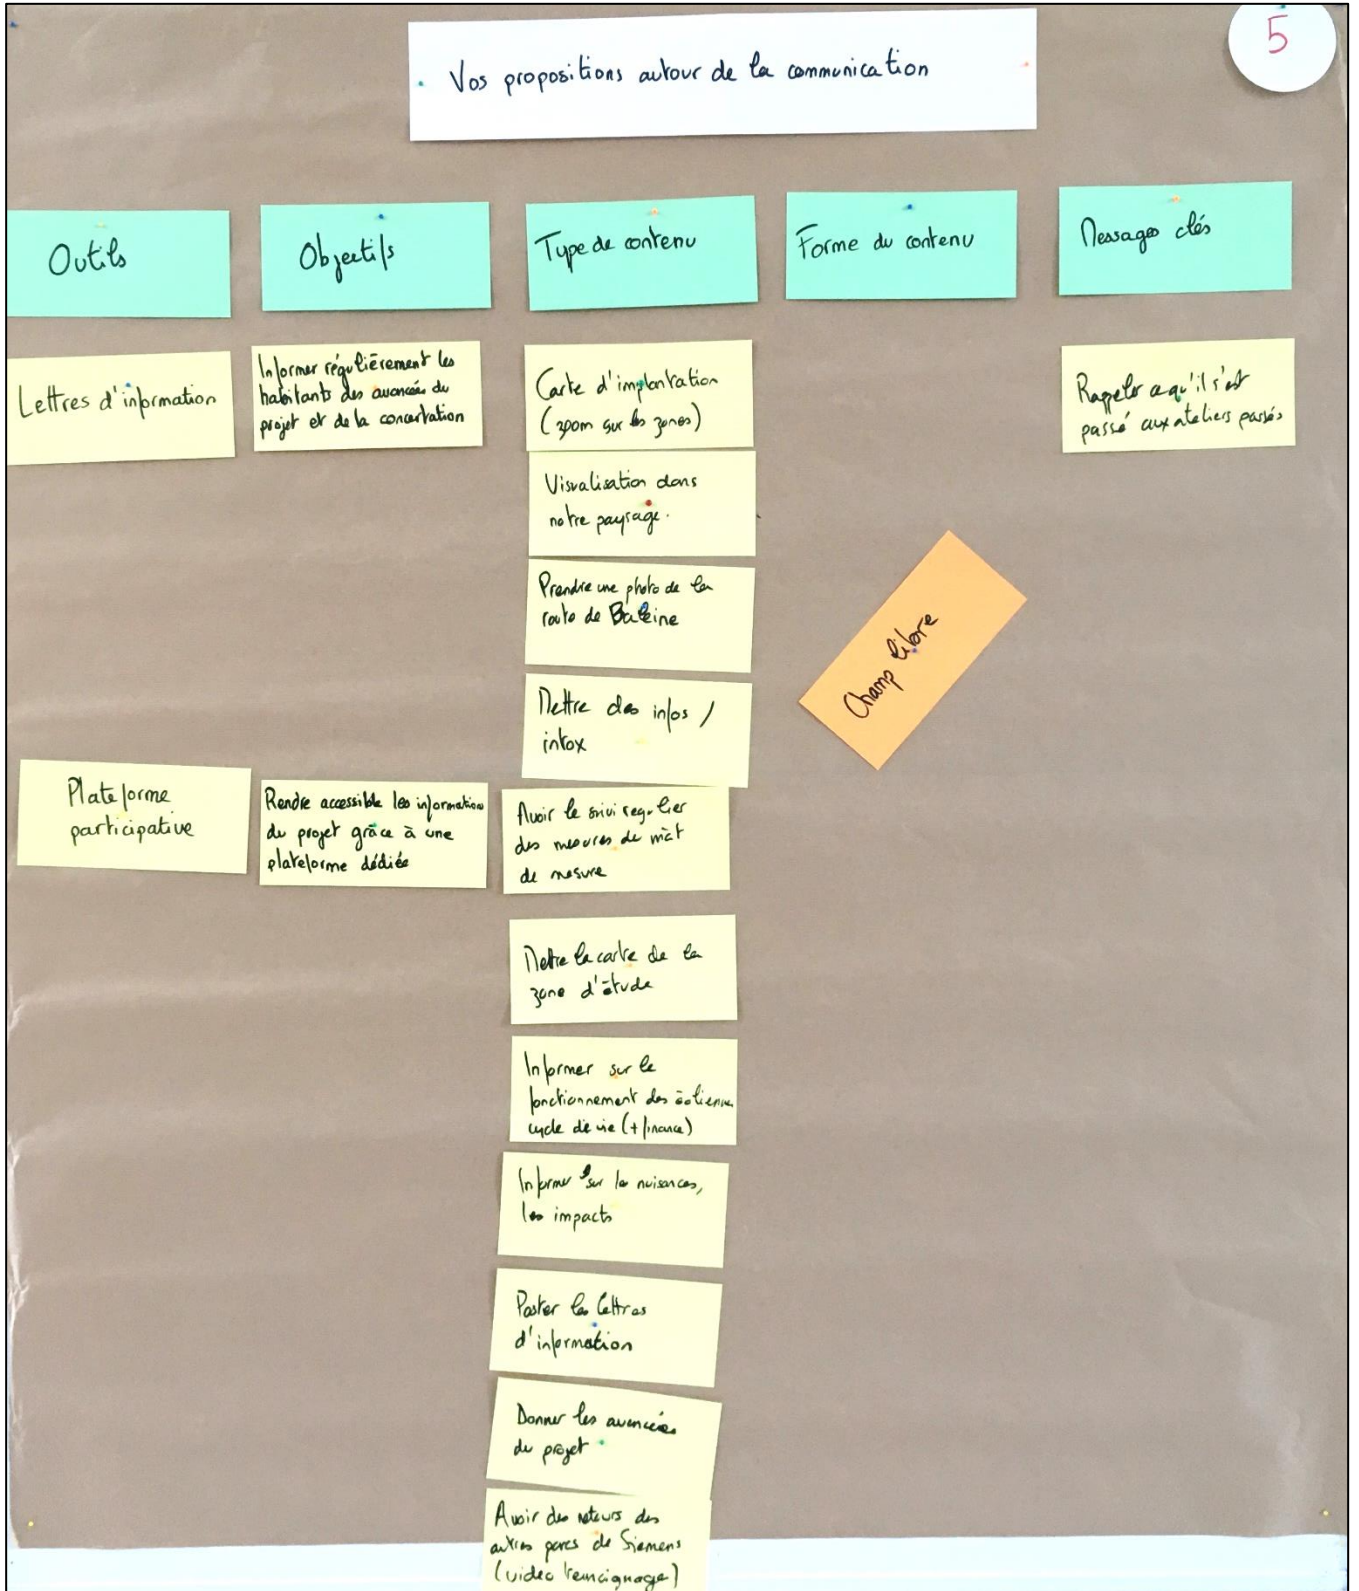 Vos propositions autour de la communication
5
Outils
Objectifs
Type de contenu
Forme du contenu
Messages clés
Lettres d'information
Informer régulièrement les
habitants des avancées du
projet et de la concertation
Carte d'implantation
(zoom sur les zones)
Rappeler ce qu'il s'est
passé aux ateliers passés
Visualisation dans
notre paysage.
Prendre une photo de la
route de Baleine
Mettre des infos /
intox
Champ libre
Plateforme
participative
Rendre accessible les information
du projet grâce à une
plateforme dédiée
Avoir le suivi regulier
des mesures du mât
de mesure
Mettre la carte de la
zone d'étude
Informer sur le
fonctionnement des éoliennes
cycle de vie (+ finance)
Informer sur les nuisances,
les impacts
Poster les lettres
d'information
Donner les avancées
du projet
Avoir des retours des
autres parcs de Siemens
(video temoignage)